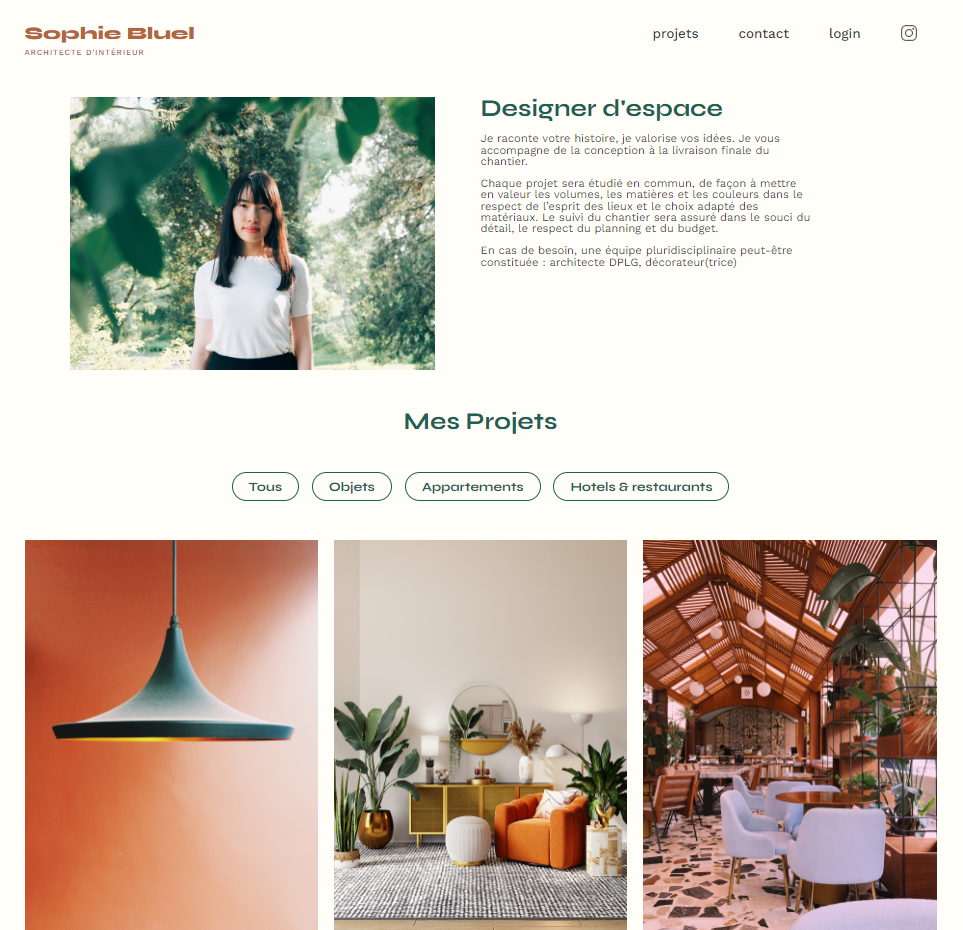 Sophie Bluel
ARCHITECTE D'INTÉRIEUR
projets contact login
Designer d'espace
Je raconte votre histoire, je valorise vos idées. Je vous
accompagne de la conception à la livraison finale du
chantier.
Chaque projet sera étudié en commun, de façon à mettre
en valeur les volumes, les matières et les couleurs dans le
respect de l'esprit des lieux et le choix adapté des
matériaux. Le suivi du chantier sera assuré dans le souci du
détail, le respect du planning et du budget.
En cas de besoin, une équipe pluridisciplinaire peut-être
constituée : architecte DPLG, décorateur(trice)
Mes Projets
Tous Objets Appartements Hotels & restaurants